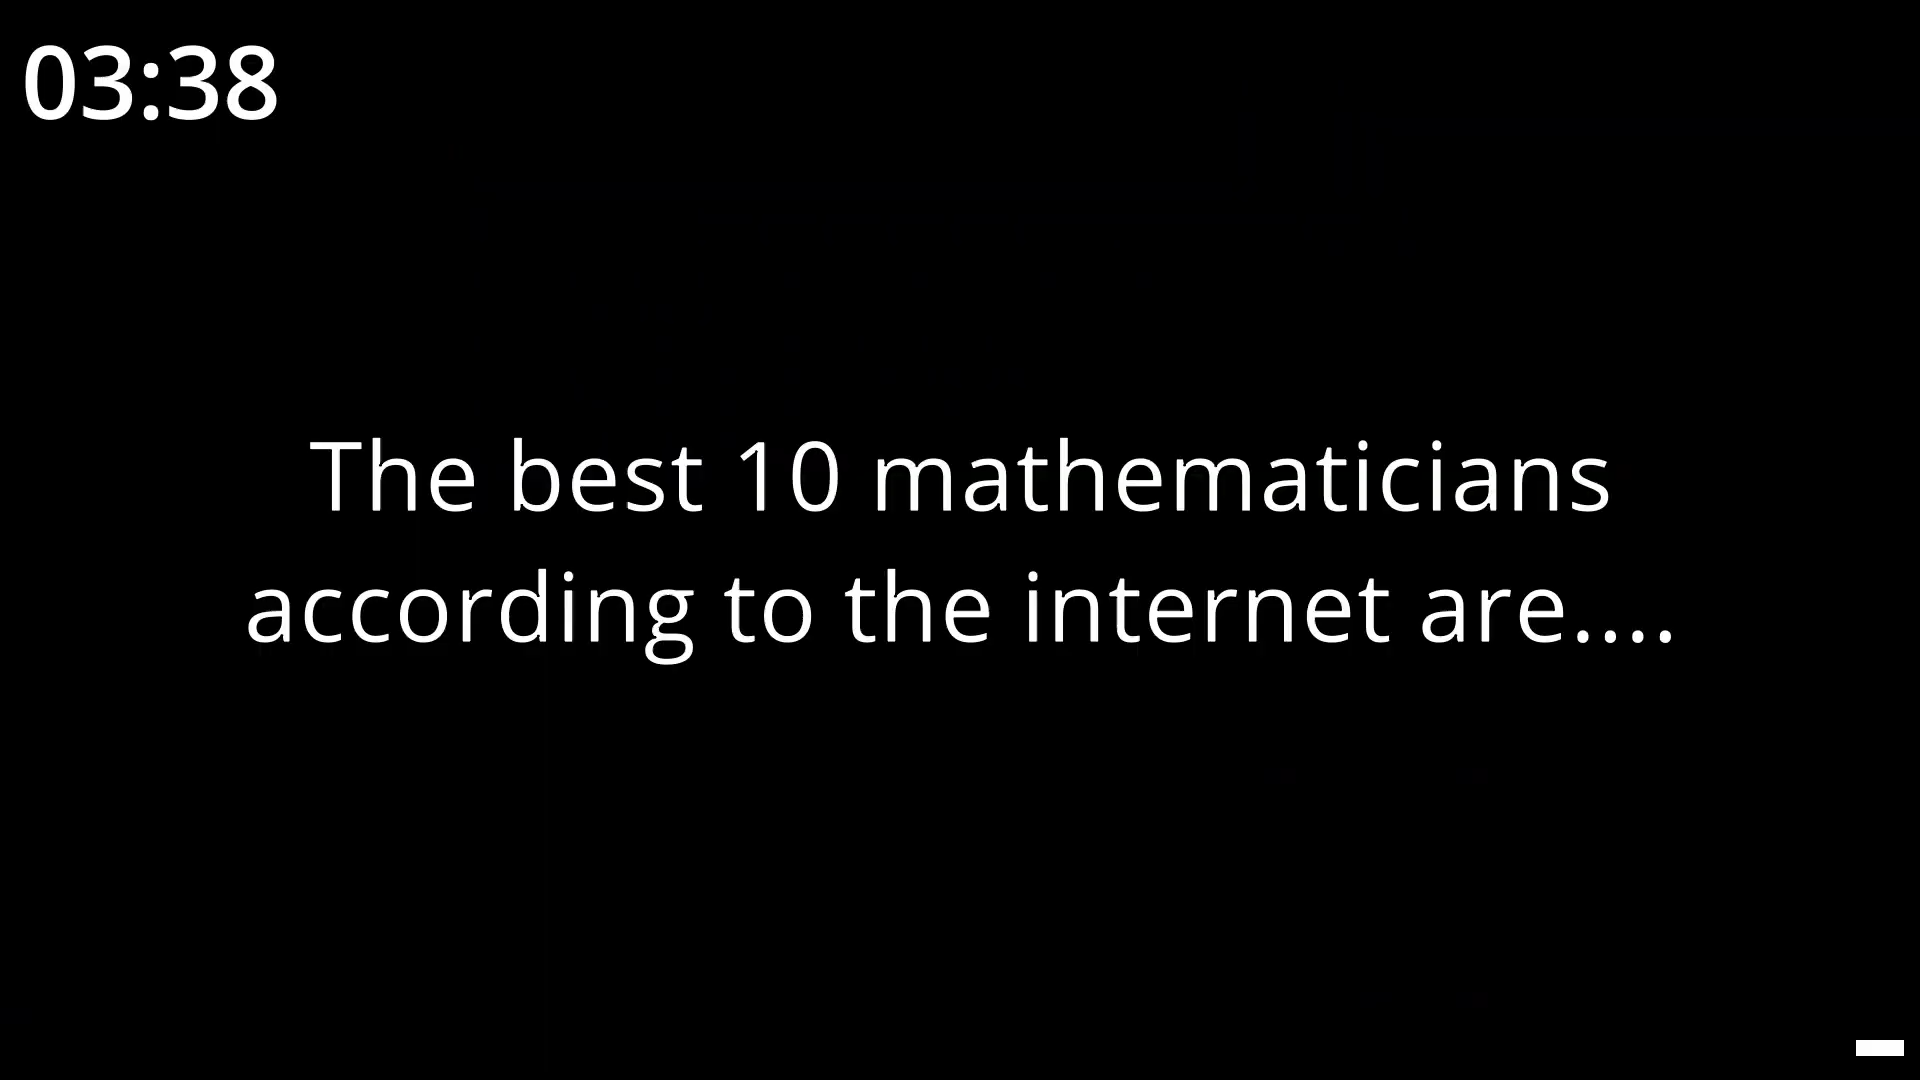 03:38
The best 10 mathematicians
according to the internet are....